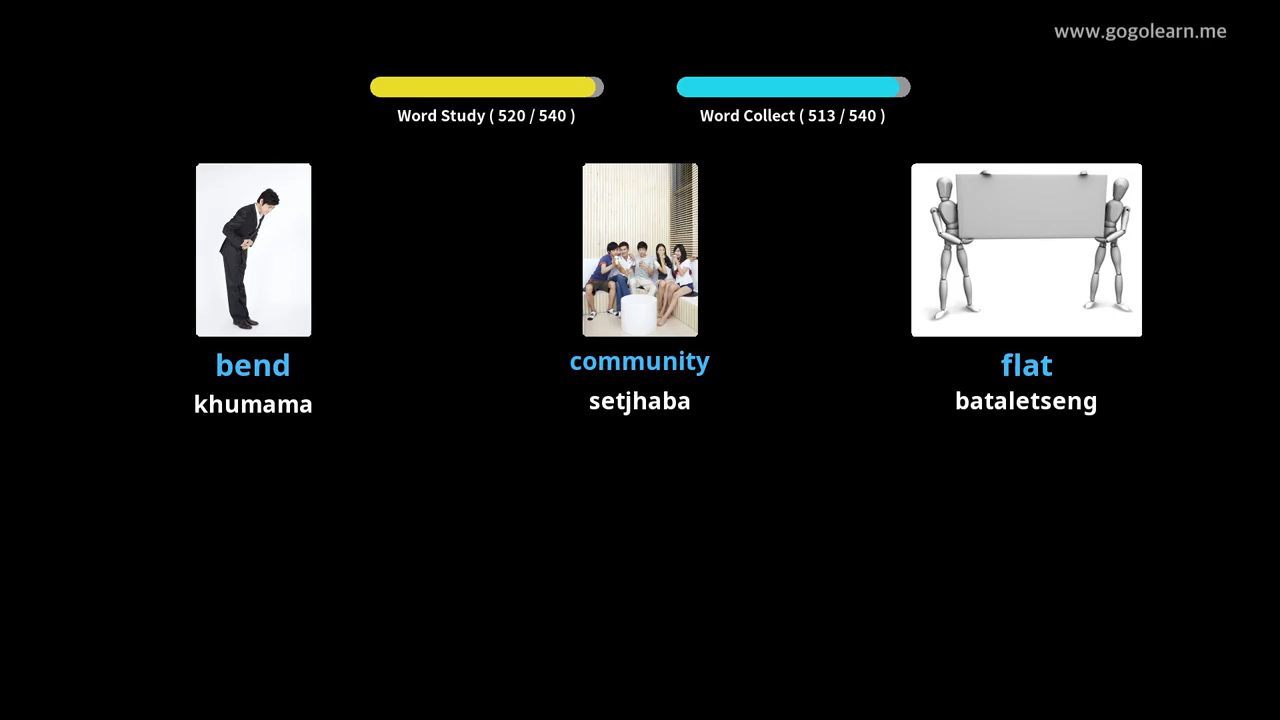 www.gogolearn.me
Word Study ( 520 / 540 )
Word Collect ( 513 / 540 )
bend
community
flat
khumama
setjhaba
bataletseng